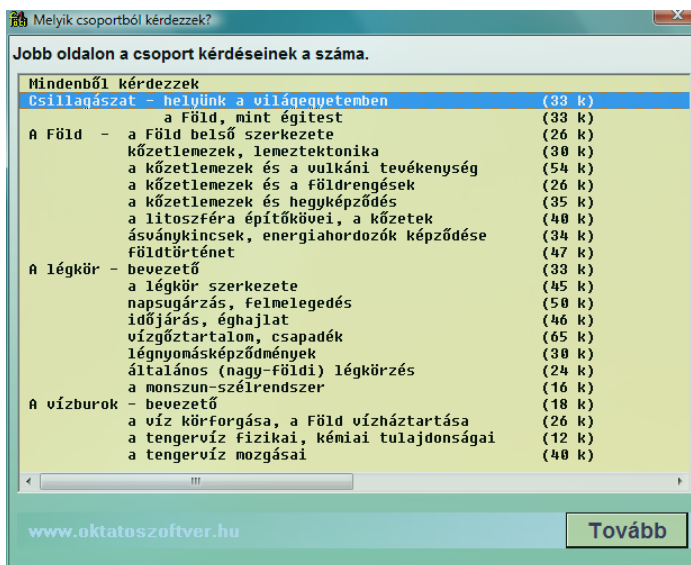 Melyik csoportból kérdezzek?
Jobb oldalon a csoport kérdéseinek a száma.
Mindenből kérdezzek
Csillagászat - helyünk a világegyetemben (33 k)
a Föld, mint égitest (33 k)
A Föld - a Föld belső szerkezete (26 k)
kőzetlemezek, lemeztektonika (30 k)
a kőzetlemezek és a vulkáni tevékenység (54 k)
a kőzetlemezek és a földrengések (26 k)
a kőzetlemezek és hegyképződés (35 k)
a litoszféra építőkövei, a kőzetek (40 k)
ásványkincsek, energiahordozók képződése (34 k)
földtörténet (47 k)
A légkör - bevezető (33 k)
a légkör szerkezete (45 k)
napsugárzás, felmelegedés (50 k)
időjárás, éghajlat (46 k)
vízgőztartalom, csapadék (65 k)
légnyomásképződmények (30 k)
általános (nagy-földi) légkörzés (24 k)
a monszun-szélrendszer (16 k)
A vízburok - bevezető (18 k)
a víz körforgása, a Föld vízháztartása (26 k)
a tengervíz fizikai, kémiai tulajdonságai (12 k)
a tengervíz mozgásai (40 k)
www.oktatoszoftver.hu
Tovább